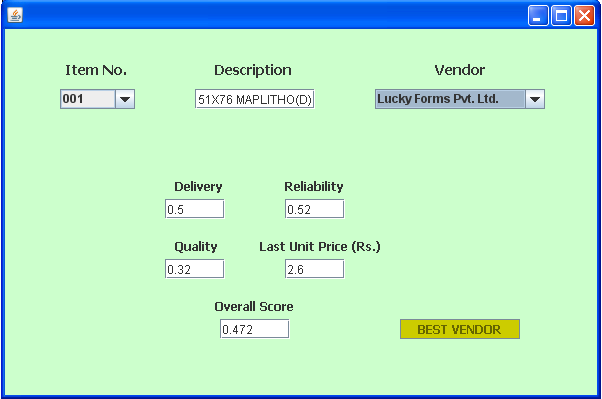 Item No. Description Vendor
001 51X76 MAPLITHO(D) Lucky Forms Pvt. Ltd.
Delivery Reliability
0.5 0.52
Quality Last Unit Price (Rs.)
0.32 2.6
Overall Score
0.472 BEST VENDOR